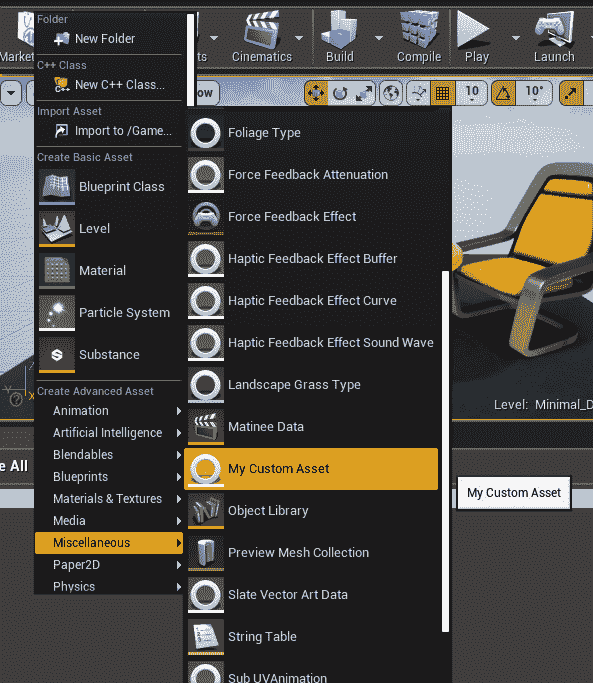 Folder
New Folder
C++ Class
New C++ Class...
Import Asset
Import to /Game...
Create Basic Asset
Blueprint Class
Level
Material
Particle System
Substance
Create Advanced Asset
Animation
Artificial Intelligence
Blendables
Blueprints
Materials & Textures
Media
Miscellaneous
Paper2D
Physics
Market
ts
Cinematics
Build
Compile
Play
Launch
ow
10
10°
Foliage Type
Force Feedback Attenuation
Force Feedback Effect
Haptic Feedback Effect Buffer
Haptic Feedback Effect Curve
Haptic Feedback Effect Sound Wave
Landscape Grass Type
Matinee Data
My Custom Asset
Object Library
Preview Mesh Collection
Slate Vector Art Data
String Table
Sub UVAnimation
Level: Minimal_D
My Custom Asset
e All